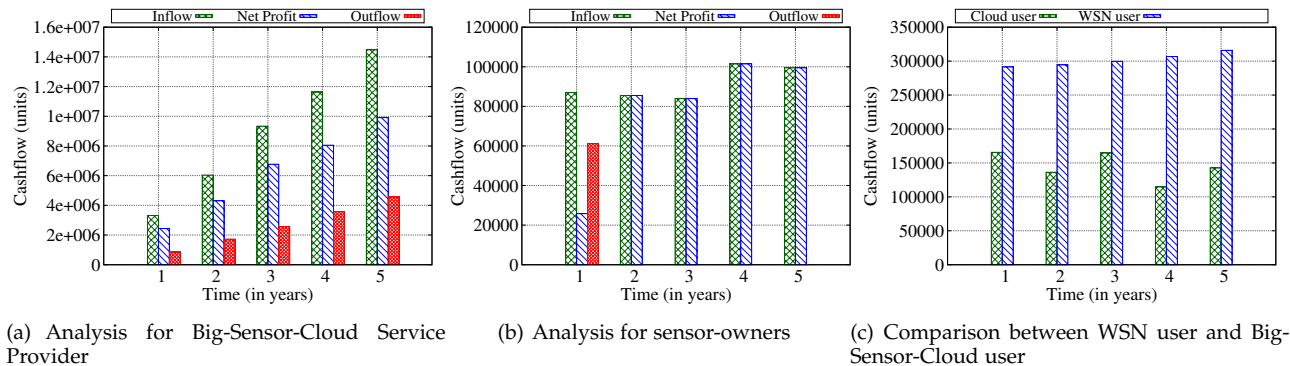 Inflow Net Profit Outflow
1.6e+007
1.4e+007
1.2e+007
1e+007
8e+006
6e+006
4e+006
2e+006
0
Cashflow (units)
1 2 3 4 5
Time (in years)
(a) Analysis for Big-Sensor-Cloud Service
Provider
Inflow Net Profit Outflow
120000
100000
80000
60000
40000
20000
0
Cashflow (units)
1 2 3 4 5
Time (in years)
(b) Analysis for sensor-owners
Cloud user WSN user
350000
300000
250000
200000
150000
100000
50000
0
Cashflow (units)
1 2 3 4 5
Time (in years)
(c) Comparison between WSN user and Big-
Sensor-Cloud user